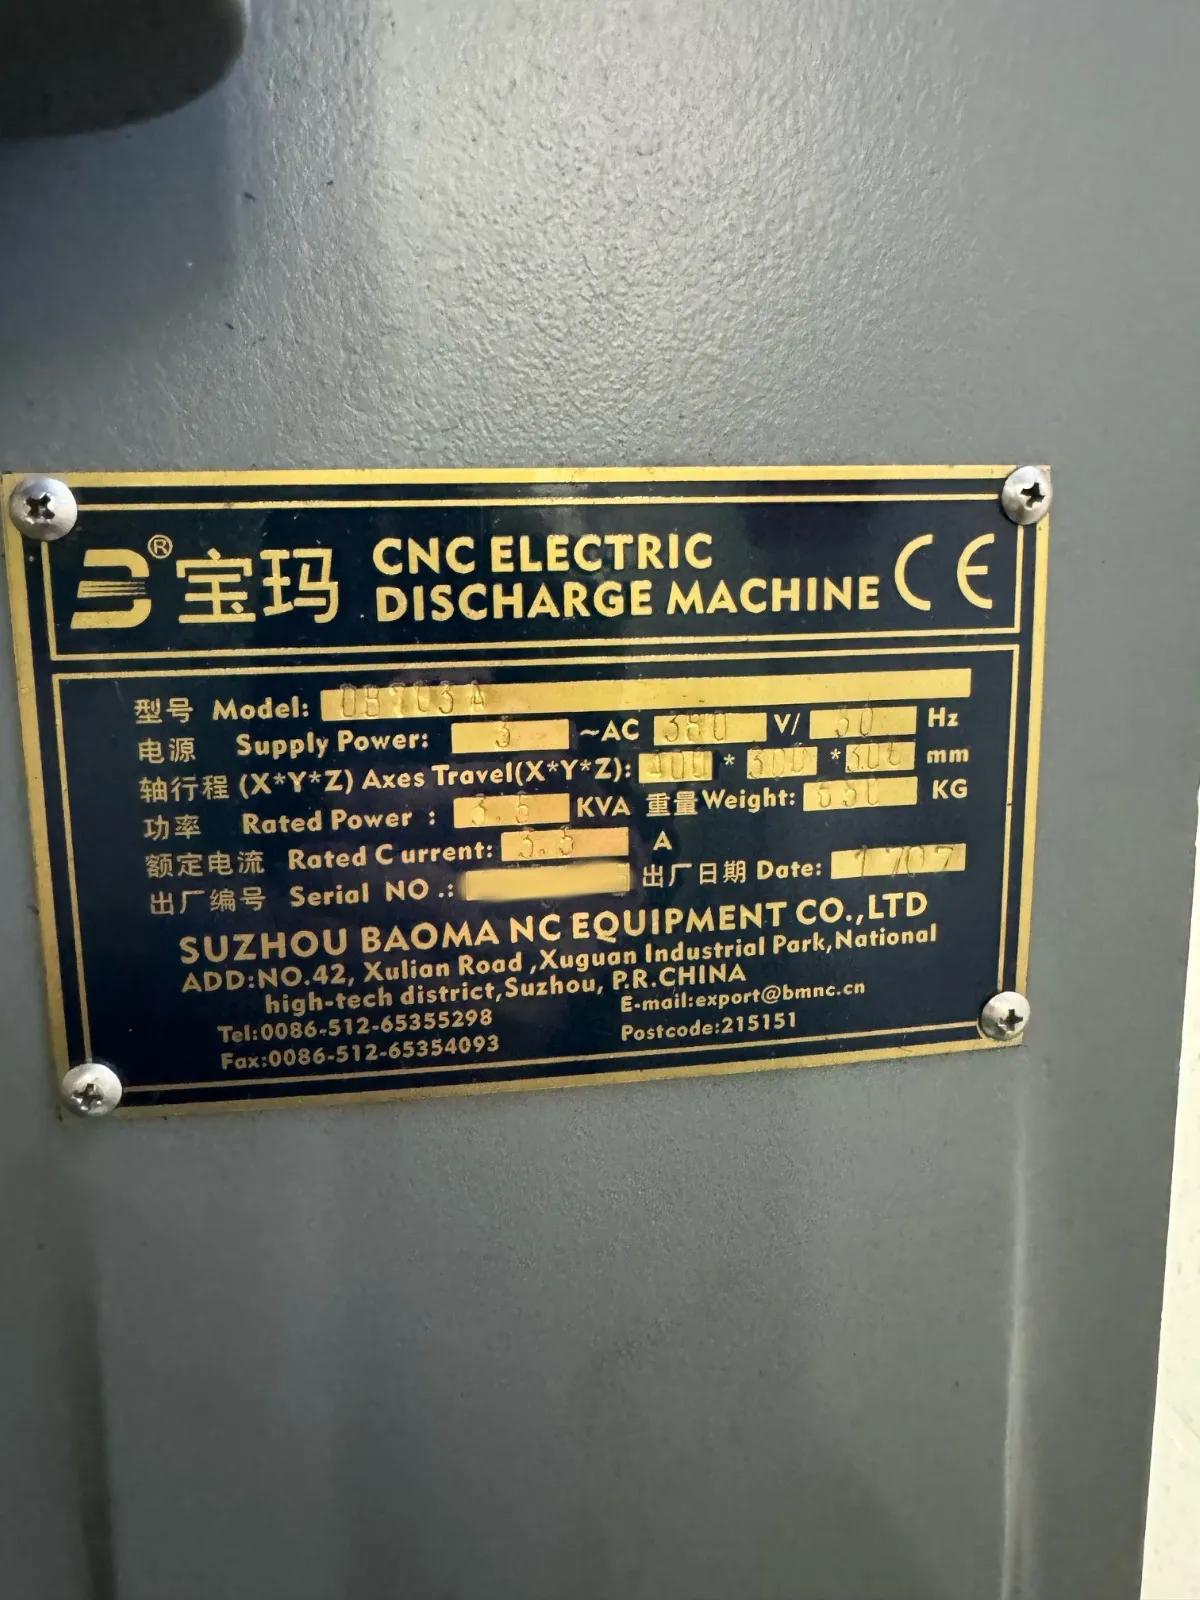 B® 宝玛 CNC ELECTRIC
DISCHARGE MACHINE CE
型号 Model: DB703A
电源 Supply Power: 3 ~AC 380 V/ 50 Hz
轴行程 (X*Y*Z) Axes Travel(X*Y*Z): 400 * 300 * 300 mm
功率 Rated Power : 3.5 KVA 重量 Weight: KG
额定电流 Rated Current: A
出厂编号 Serial NO.: 出厂日期 Date: 1707
SUZHOU BAOMA NC EQUIPMENT CO.,LTD
ADD:NO.42, Xulian Road ,Xuguan Industrial Park,National
high-tech district,Suzhou, P.R.CHINA
Tel:0086-512-65355298 E-mail:export@bmnc.cn
Fax:0086-512-65354093 Postcode:215151